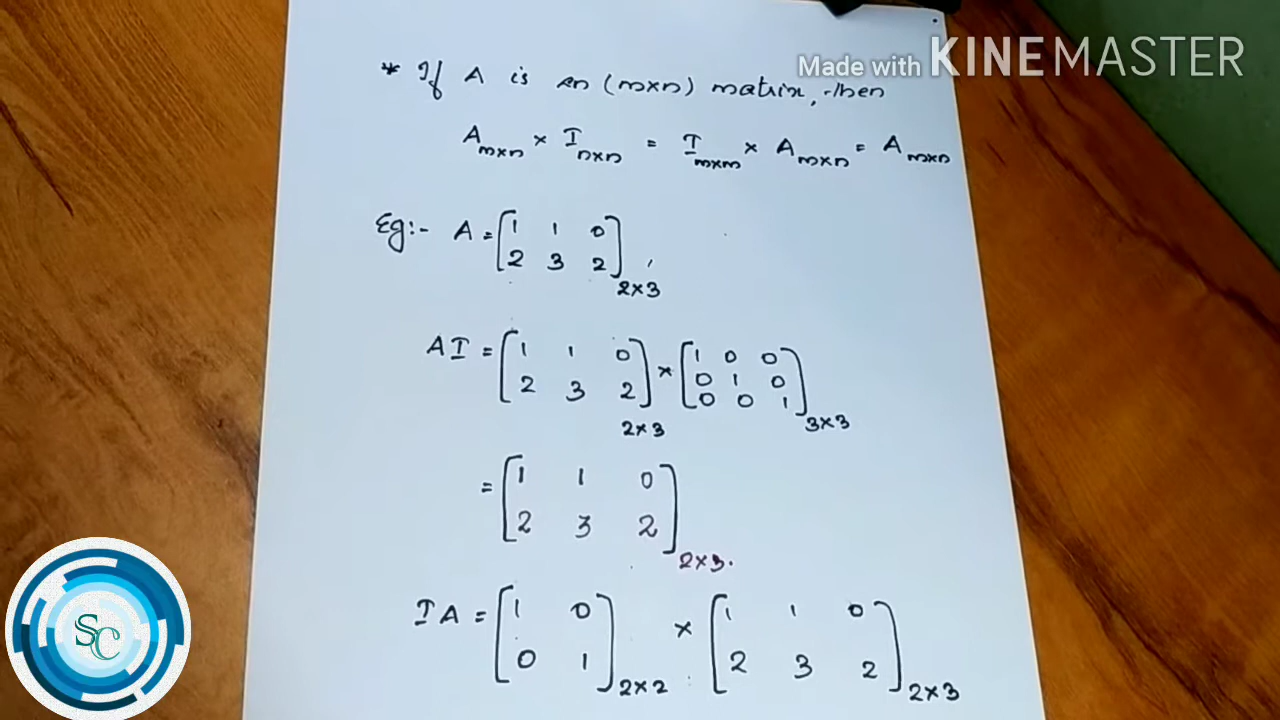 Made with KINEMASTER
* If A is an (m×n) matrix, then
A m×n × I n×n = I m×m × A m×n = A m×n
Eg:- A = [1 1 0
2 3 2] 2×3,
AI = [1 1 0
2 3 2] 2×3 × [1 0 0
0 1 0
0 0 1] 3×3
= [1 1 0
2 3 2] 2×3.
IA = [1 0
0 1] 2×2 × [1 1 0
2 3 2] 2×3
SC